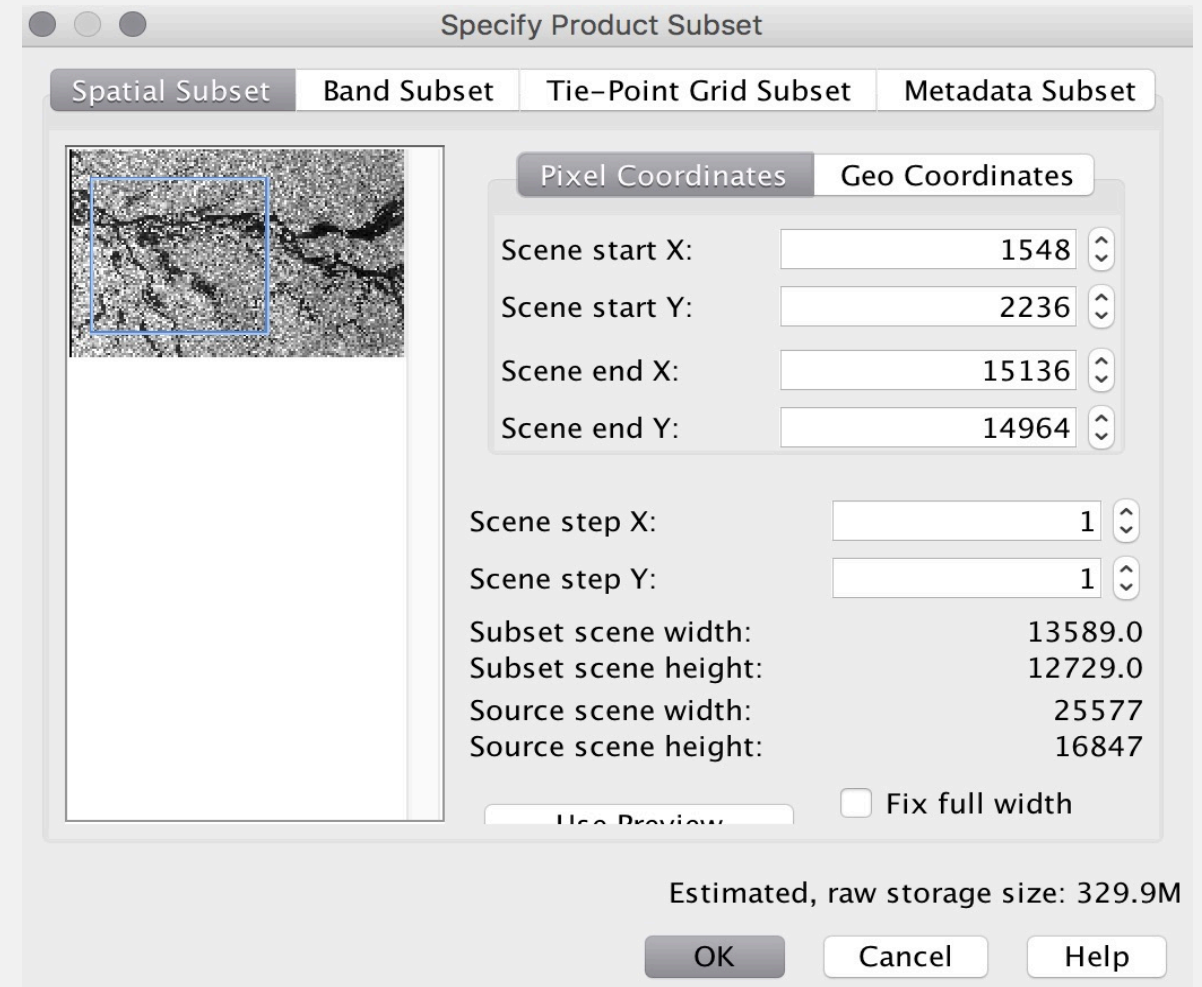 Specify Product Subset
Spatial Subset Band Subset Tie-Point Grid Subset Metadata Subset
Pixel Coordinates Geo Coordinates
Scene start X: 1548
Scene start Y: 2236
Scene end X: 15136
Scene end Y: 14964
Scene step X: 1
Scene step Y: 1
Subset scene width: 13589.0
Subset scene height: 12729.0
Source scene width: 25577
Source scene height: 16847
Use Preview
Fix full width
Estimated, raw storage size: 329.9M
OK Cancel Help